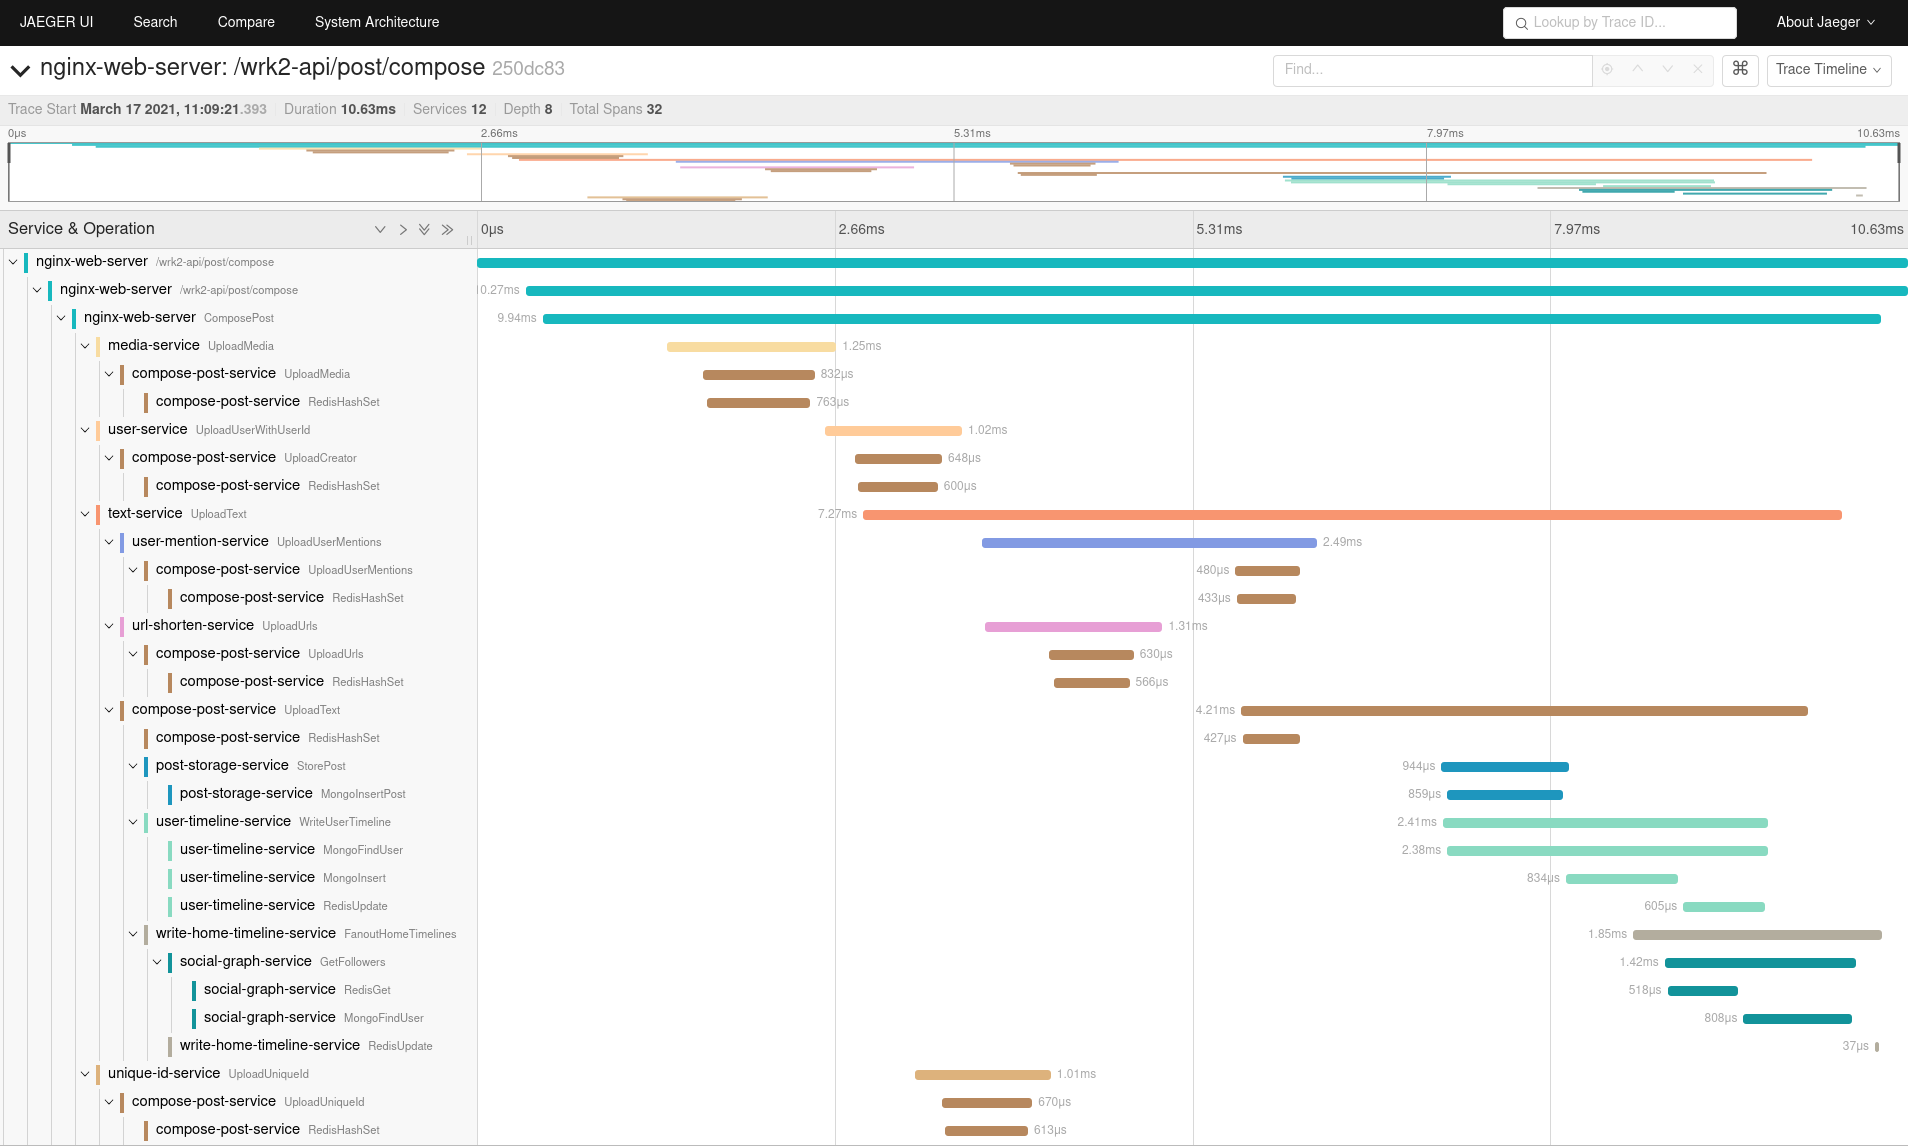 JAEGER UI Search Compare System Architecture Lookup by Trace ID... About Jaeger
nginx-web-server: /wrk2-api/post/compose 250dc83 Find... ⌘ Trace Timeline
Trace Start March 17 2021, 11:09:21.393 Duration 10.63ms Services 12 Depth 8 Total Spans 32
0μs 2.66ms 5.31ms 7.97ms 10.63ms
Service & Operation 0μs 2.66ms 5.31ms 7.97ms 10.63ms
nginx-web-server /wrk2-api/post/compose
nginx-web-server /wrk2-api/post/compose 0.27ms
nginx-web-server ComposePost 9.94ms
media-service UploadMedia 1.25ms
compose-post-service UploadMedia 832μs
compose-post-service RedisHashSet 763μs
user-service UploadUserWithUserId 1.02ms
compose-post-service UploadCreator 648μs
compose-post-service RedisHashSet 600μs
text-service UploadText 7.27ms
user-mention-service UploadUserMentions 2.49ms
compose-post-service UploadUserMentions 480μs
compose-post-service RedisHashSet 433μs
url-shorten-service UploadUrls 1.31ms
compose-post-service UploadUrls 630μs
compose-post-service RedisHashSet 566μs
compose-post-service UploadText 4.21ms
compose-post-service RedisHashSet 427μs
post-storage-service StorePost 944μs
post-storage-service MongoInsertPost 859μs
user-timeline-service WriteUserTimeline 2.41ms
user-timeline-service MongoFindUser 2.38ms
user-timeline-service MongoInsert 834μs
user-timeline-service RedisUpdate 605μs
write-home-timeline-service FanoutHomeTimelines 1.85ms
social-graph-service GetFollowers 1.42ms
social-graph-service RedisGet 518μs
social-graph-service MongoFindUser 808μs
write-home-timeline-service RedisUpdate 37μs
unique-id-service UploadUniqueId 1.01ms
compose-post-service UploadUniqueId 670μs
compose-post-service RedisHashSet 613μs